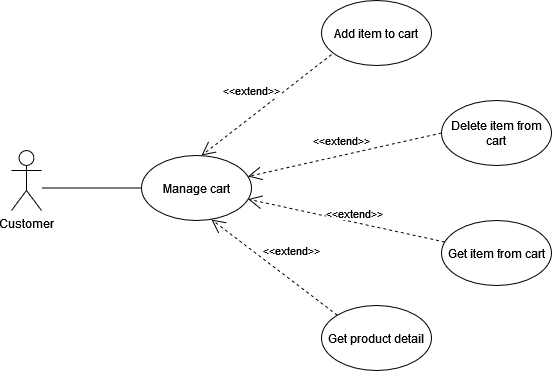 Add item to cart
<<extend>>
Delete item from
cart
<<extend>>
Manage cart
Customer
<<extend>>
Get item from cart
<<extend>>
Get product detail